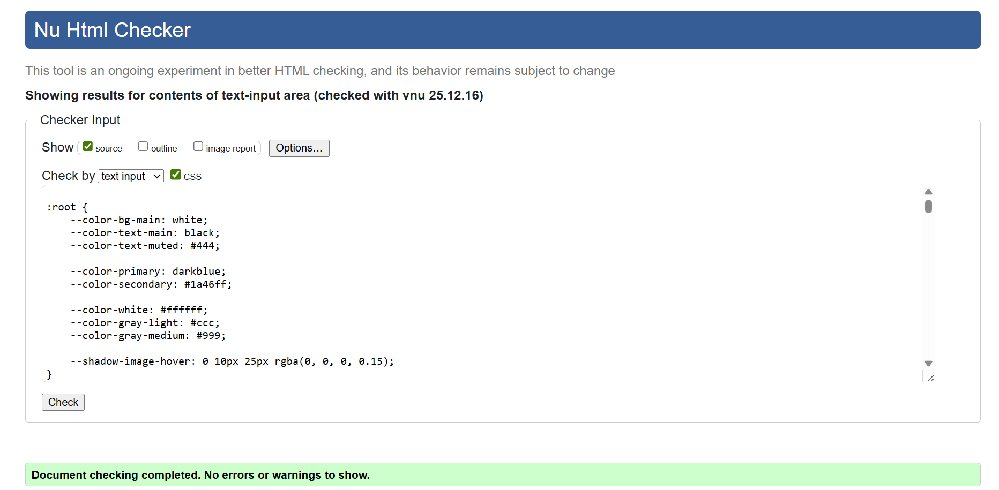 Nu Html Checker
This tool is an ongoing experiment in better HTML checking, and its behavior remains subject to change
Showing results for contents of text-input area (checked with vnu 25.12.16)
Checker Input
Show source outline image report Options...
Check by text input CSS
:root {
    --color-bg-main: white;
    --color-text-main: black;
    --color-text-muted: #444;
    --color-primary: darkblue;
    --color-secondary: #1a46ff;
    --color-white: #ffffff;
    --color-gray-light: #ccc;
    --color-gray-medium: #999;
    --shadow-image-hover: 0 10px 25px rgba(0, 0, 0, 0.15);
}
Check
Document checking completed. No errors or warnings to show.